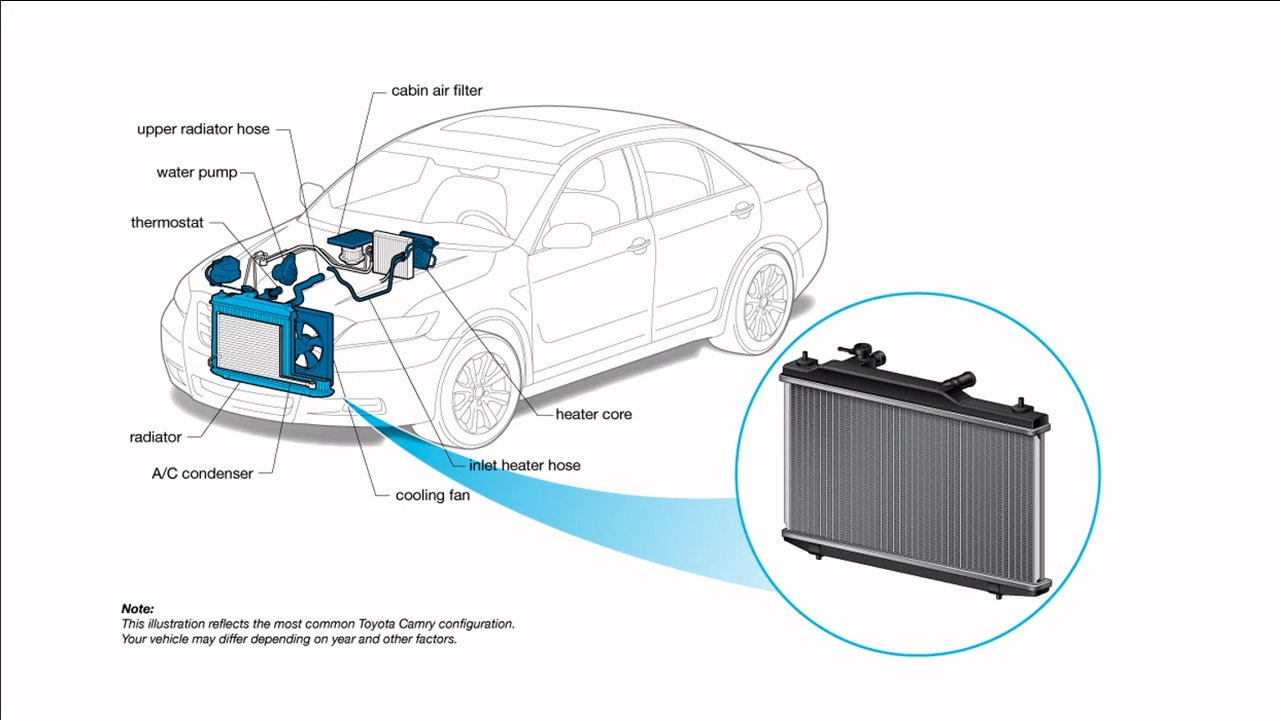 cabin air filter
upper radiator hose
water pump
thermostat
heater core
radiator
inlet heater hose
A/C condenser
cooling fan
Note:
This illustration reflects the most common Toyota Camry configuration.
Your vehicle may differ depending on year and other factors.